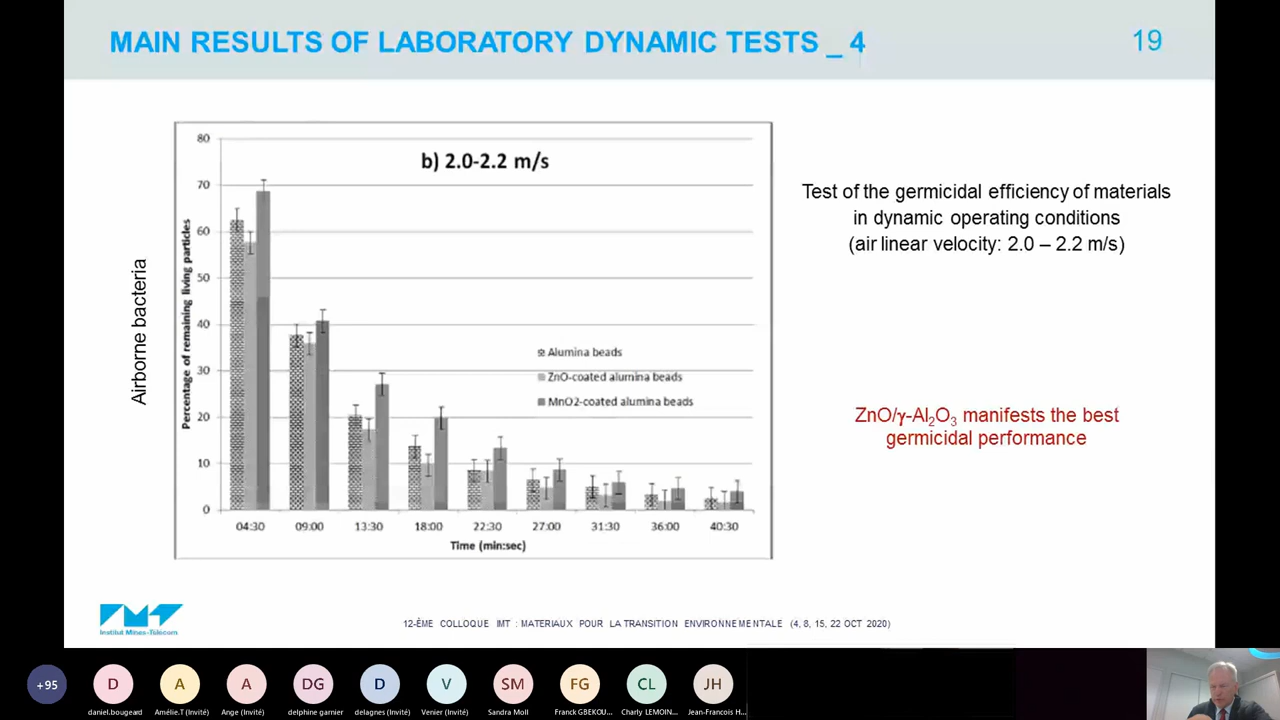 MAIN RESULTS OF LABORATORY DYNAMIC TESTS _ 4
19
Airborne bacteria
Percentage of remaining living particles
80
70
60
50
40
30
20
10
0
b) 2.0-2.2 m/s
Alumina beads
ZnO-coated alumina beads
MnO2-coated alumina beads
04:30 09:00 13:30 18:00 22:30 27:00 31:30 36:00 40:30
Time (min:sec)
Test of the germicidal efficiency of materials
in dynamic operating conditions
(air linear velocity: 2.0 – 2.2 m/s)
ZnO/γ-Al2O3 manifests the best
germicidal performance
IMT
Institut Mines-Télécom
12-ÈME COLLOQUE IMT : MATERIAUX POUR LA TRANSITION ENVIRONNEMENTALE (4, 8, 15, 22 OCT 2020)
+95 D A A DG D V SM FG CL JH
daniel.bougeard Amélie.T (Invité) Ange (Invité) delphine garnier delagnes (Invité) Venier (Invité) Sandra Moll Franck GBEKOU... Charly LEMOIN... Jean-Francois H...